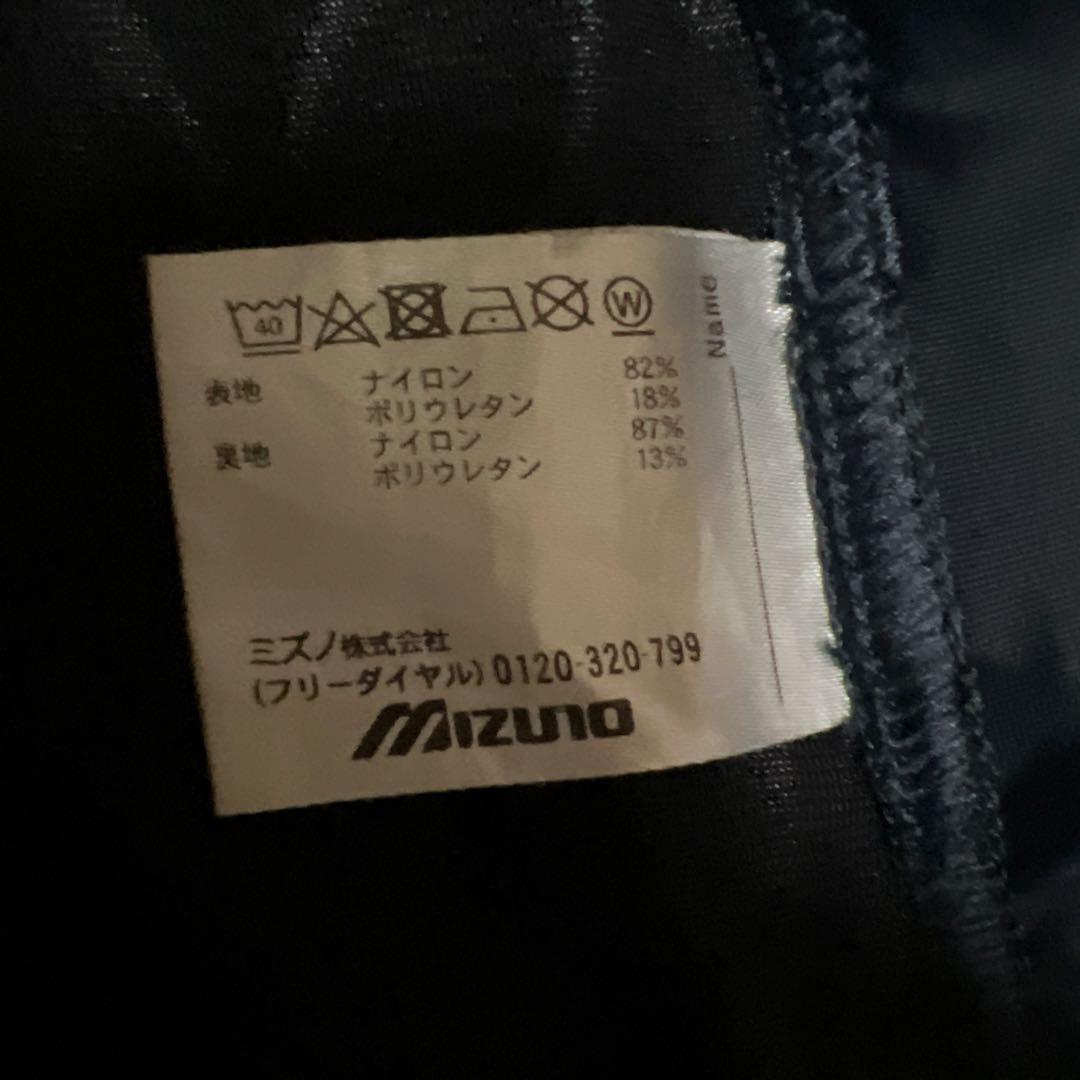 40 W
表地 ナイロン 82%
ポリウレタン 18%
裏地 ナイロン 87%
ポリウレタン 13%
Name
ミズノ株式会社
(フリーダイヤル) 0120-320-799
MIZUNO